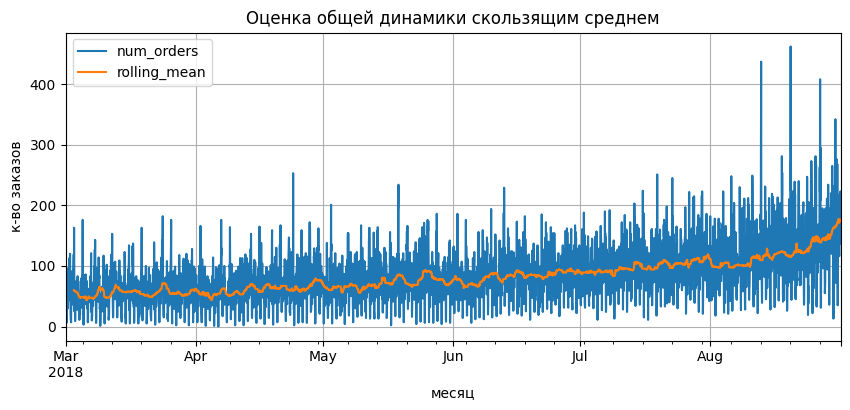 Оценка общей динамики скользящим среднем
num_orders
rolling_mean
400
300
200
100
0
к-во заказов
Mar
2018
Apr
May
Jun
Jul
Aug
месяц